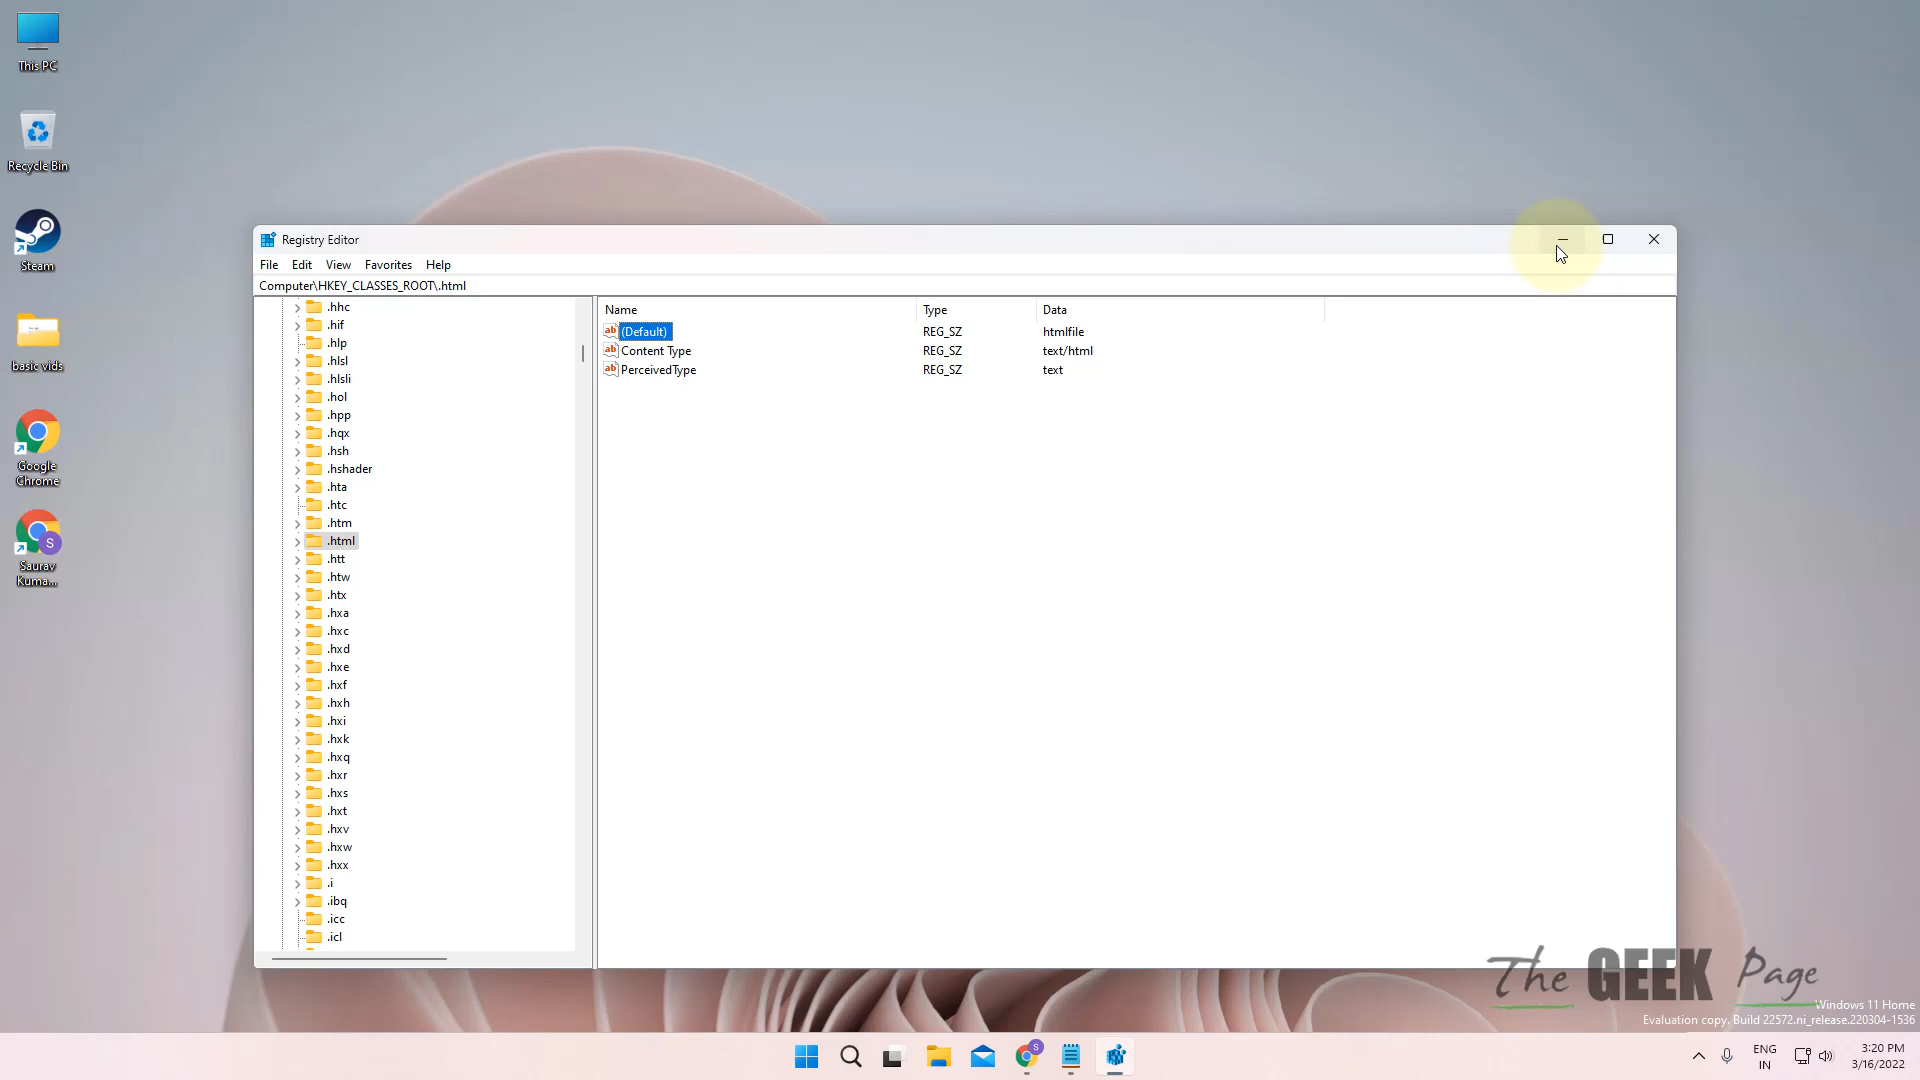 This PC
Recycle Bin
Steam
basic vids
Google
Chrome
Saurav
Kuma...
S
Registry Editor
File Edit View Favorites Help
Computer\HKEY_CLASSES_ROOT\.html
.hhc
.hif
.hlp
.hlsl
.hlsli
.hol
.hpp
.hqx
.hsh
.hshader
.hta
.htc
.htm
.html
.htt
.htw
.htx
.hxa
.hxc
.hxd
.hxe
.hxf
.hxh
.hxi
.hxk
.hxq
.hxr
.hxs
.hxt
.hxv
.hxw
.hxx
.i
.ibq
.icc
.icl
Name Type Data
ab (Default) REG_SZ htmlfile
ab Content Type REG_SZ text/html
ab PerceivedType REG_SZ text
The GEEK Page
Windows 11 Home
Evaluation copy. Build 22572.ni_release.220304-1536
S
ENG
IN
3:20 PM
3/16/2022